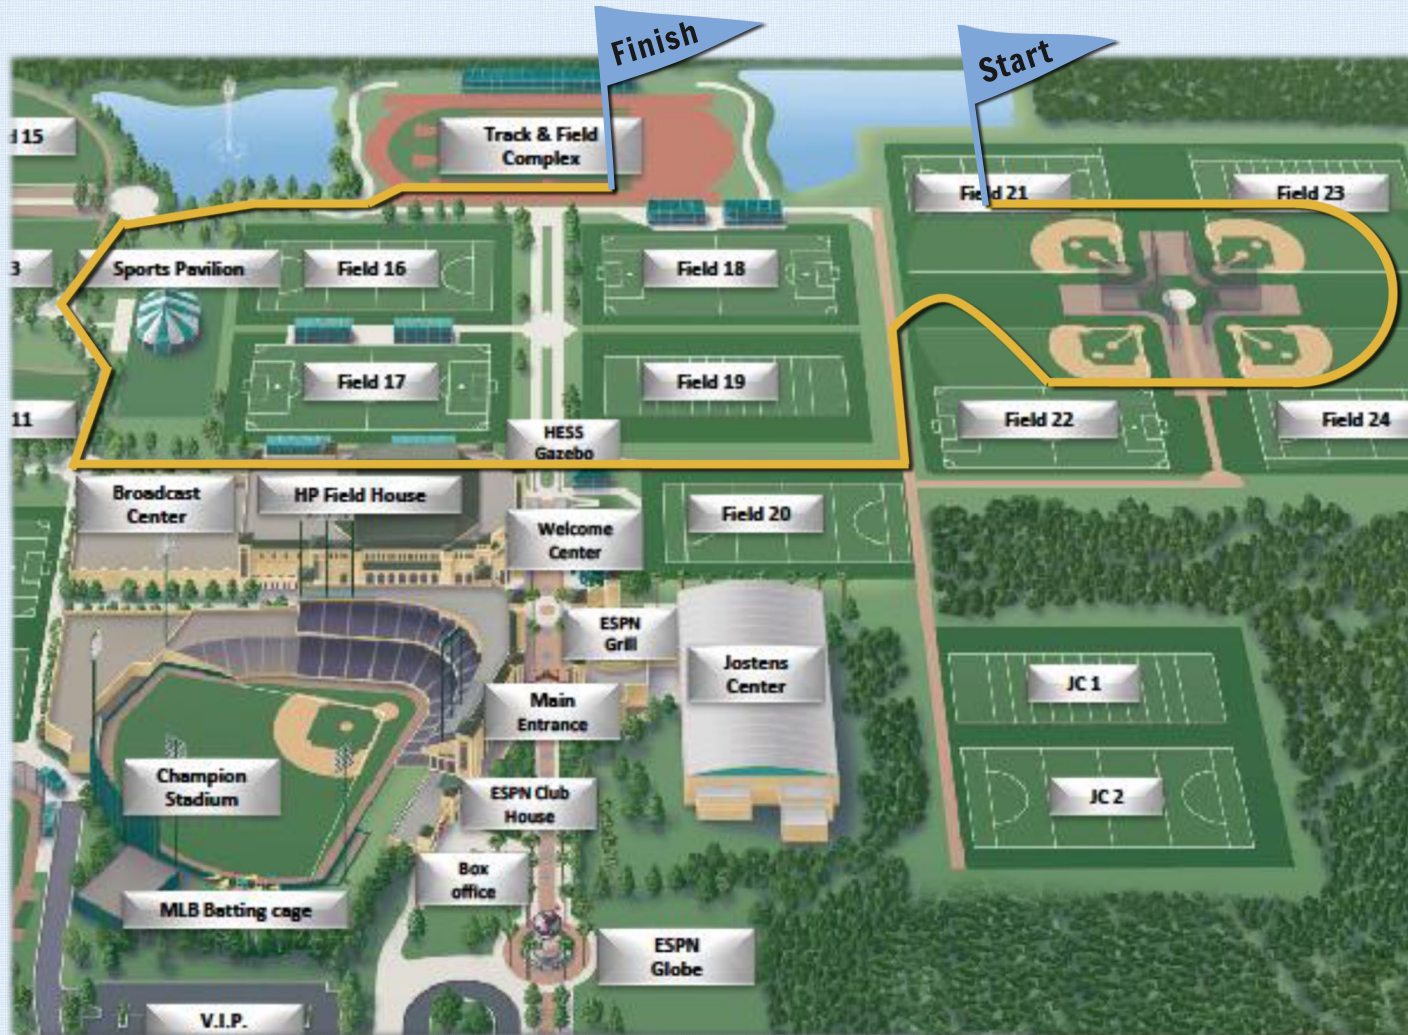 Finish
Start
15
Track & Field
Complex
Field 21
Field 23
3
Sports Pavilion
Field 16
Field 18
Field 17
Field 19
11
HESS
Gazebo
Field 22
Field 24
Broadcast
Center
HP Field House
Welcome
Center
Field 20
ESPN
Grill
Jostens
Center
JC 1
Main
Entrance
Champion
Stadium
ESPN Club
House
JC 2
Box
office
MLB Batting cage
ESPN
Globe
V.I.P.